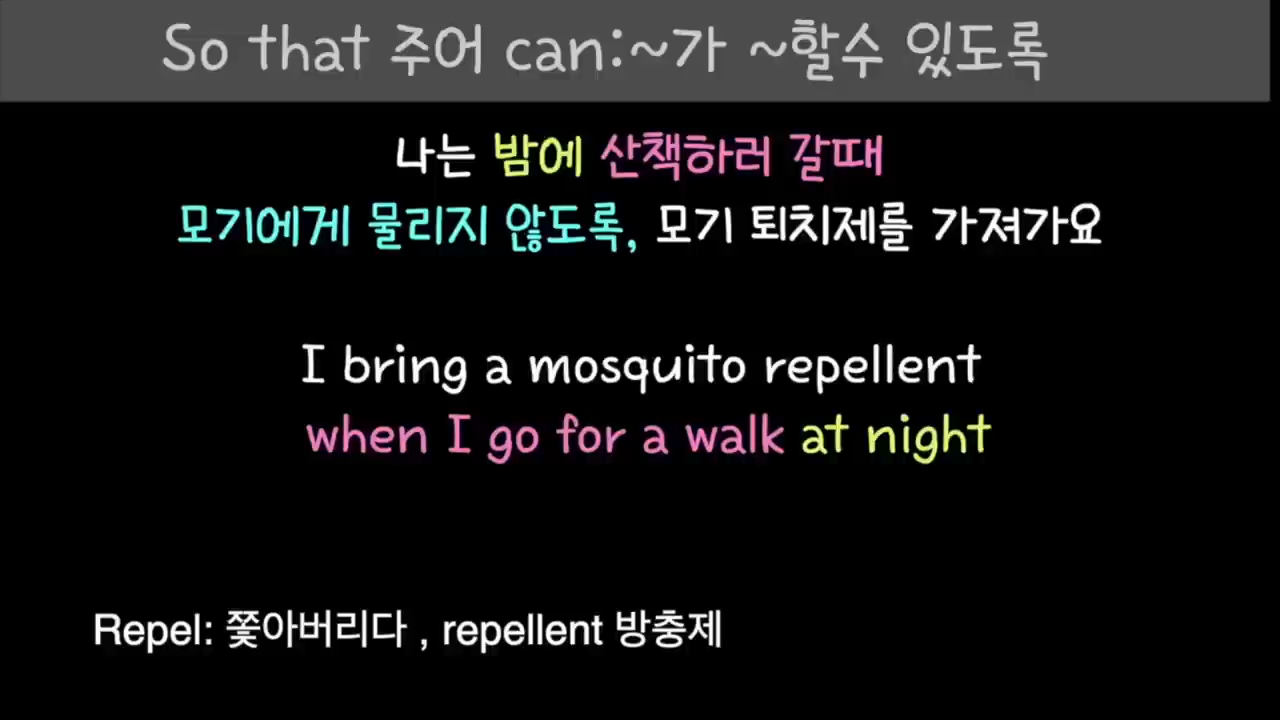 So that 주어 can:~가 ~할수 있도록
나는 밤에 산책하러 갈때
모기에게 물리지 않도록, 모기 퇴치제를 가져가요
I bring a mosquito repellent
when I go for a walk at night
Repel: 쫓아버리다 , repellent 방충제